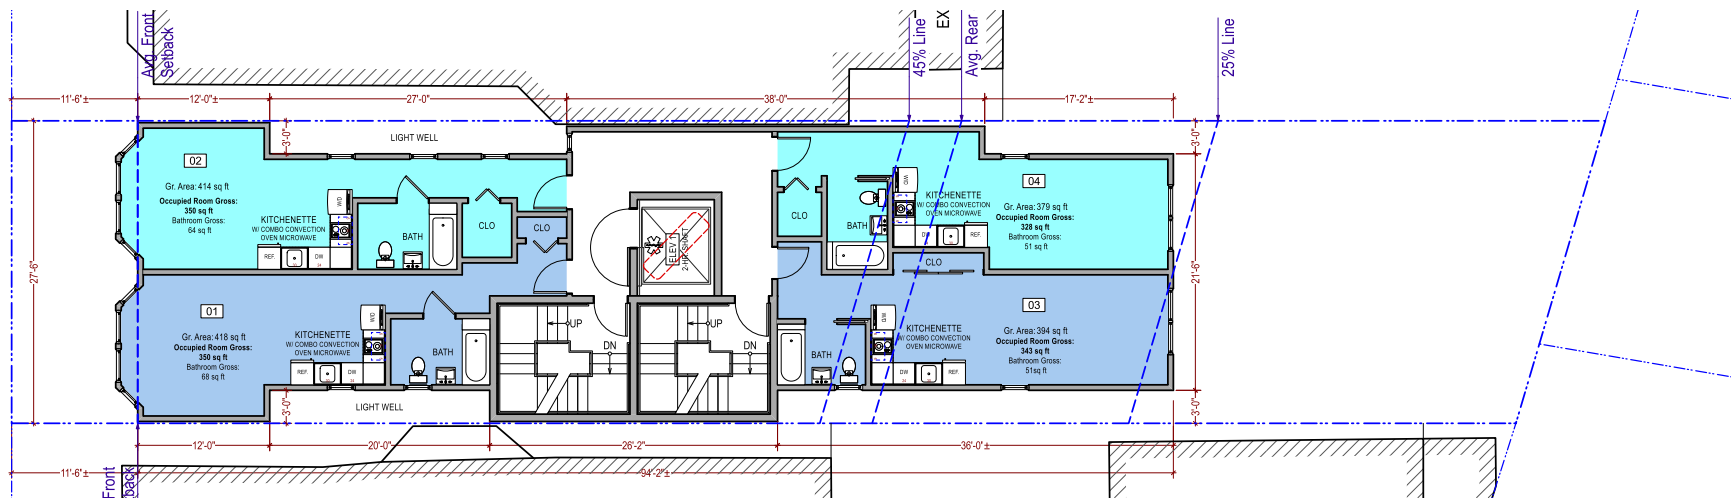 Avg. Front
Setback
EX
45% Line
Avg. Rear
25% Line
11'-6"±
12'-0"±
27'-0"
38'-0"
17'-2"±
3'-0"
LIGHT WELL
3'-0"
02
Gr. Area: 414 sq ft
Occupied Room Gross:
350 sq ft
Bathroom Gross:
64 sq ft
KITCHENETTE
W/ COMBO CONVECTION
OVEN MICROWAVE
W/D
REF.
DW
BATH
CLO
CLO
ELEV
2-HR SHAFT
CLO
BATH
W/D
KITCHENETTE
W/ COMBO CONVECTION
OVEN MICROWAVE
DW
REF.
04
Gr. Area: 379 sq ft
Occupied Room Gross:
328 sq ft
Bathroom Gross:
51 sq ft
27'-6"
21'-6"
CLO
01
Gr. Area: 418 sq ft
Occupied Room Gross:
350 sq ft
Bathroom Gross:
68 sq ft
KITCHENETTE
W/ COMBO CONVECTION
OVEN MICROWAVE
W/D
REF.
DW
24
BATH
UP
DN
UP
DN
BATH
W/D
KITCHENETTE
W/ COMBO CONVECTION
OVEN MICROWAVE
DW
24
REF.
03
Gr. Area: 394 sq ft
Occupied Room Gross:
343 sq ft
Bathroom Gross:
51sq ft
3'-0"
LIGHT WELL
3'-0"
12'-0"
20'-0"
26'-2"
36'-0"±
11'-6"±
94'-2"±
Front
back